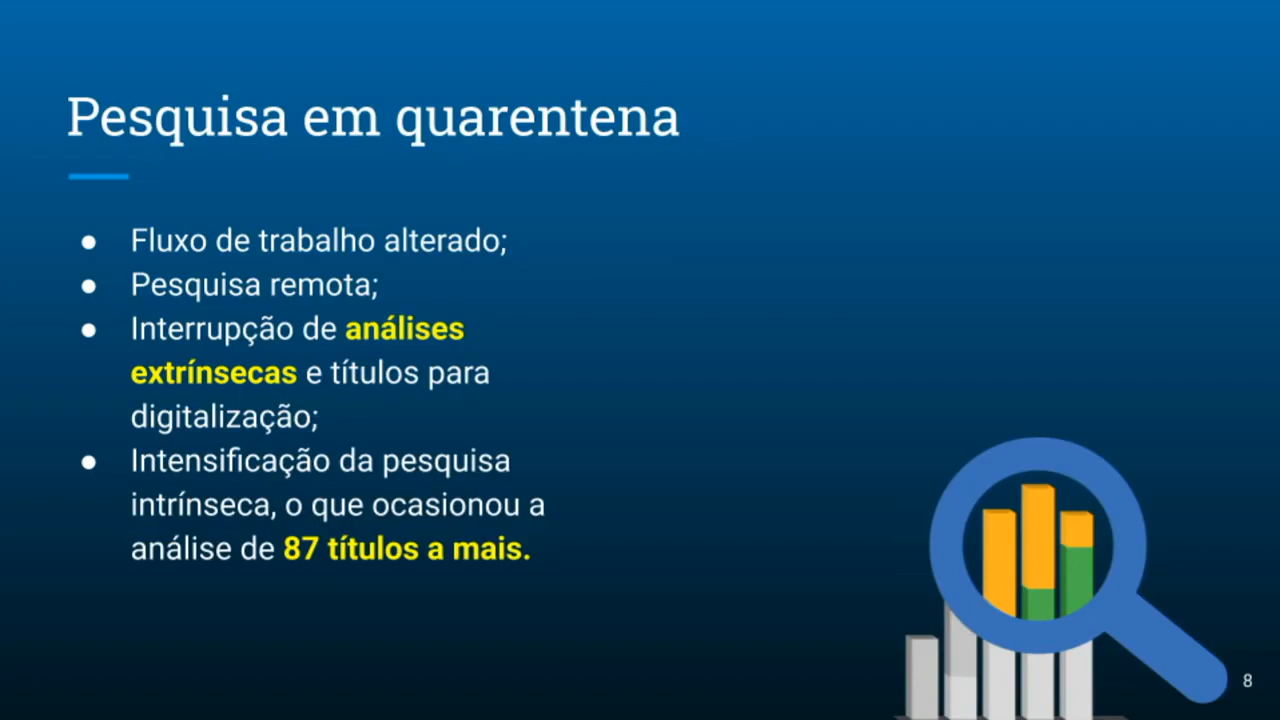 Pesquisa em quarentena
● Fluxo de trabalho alterado;
● Pesquisa remota;
● Interrupção de análises
extrínsecas e títulos para
digitalização;
● Intensificação da pesquisa
intrínseca, o que ocasionou a
análise de 87 títulos a mais.
8